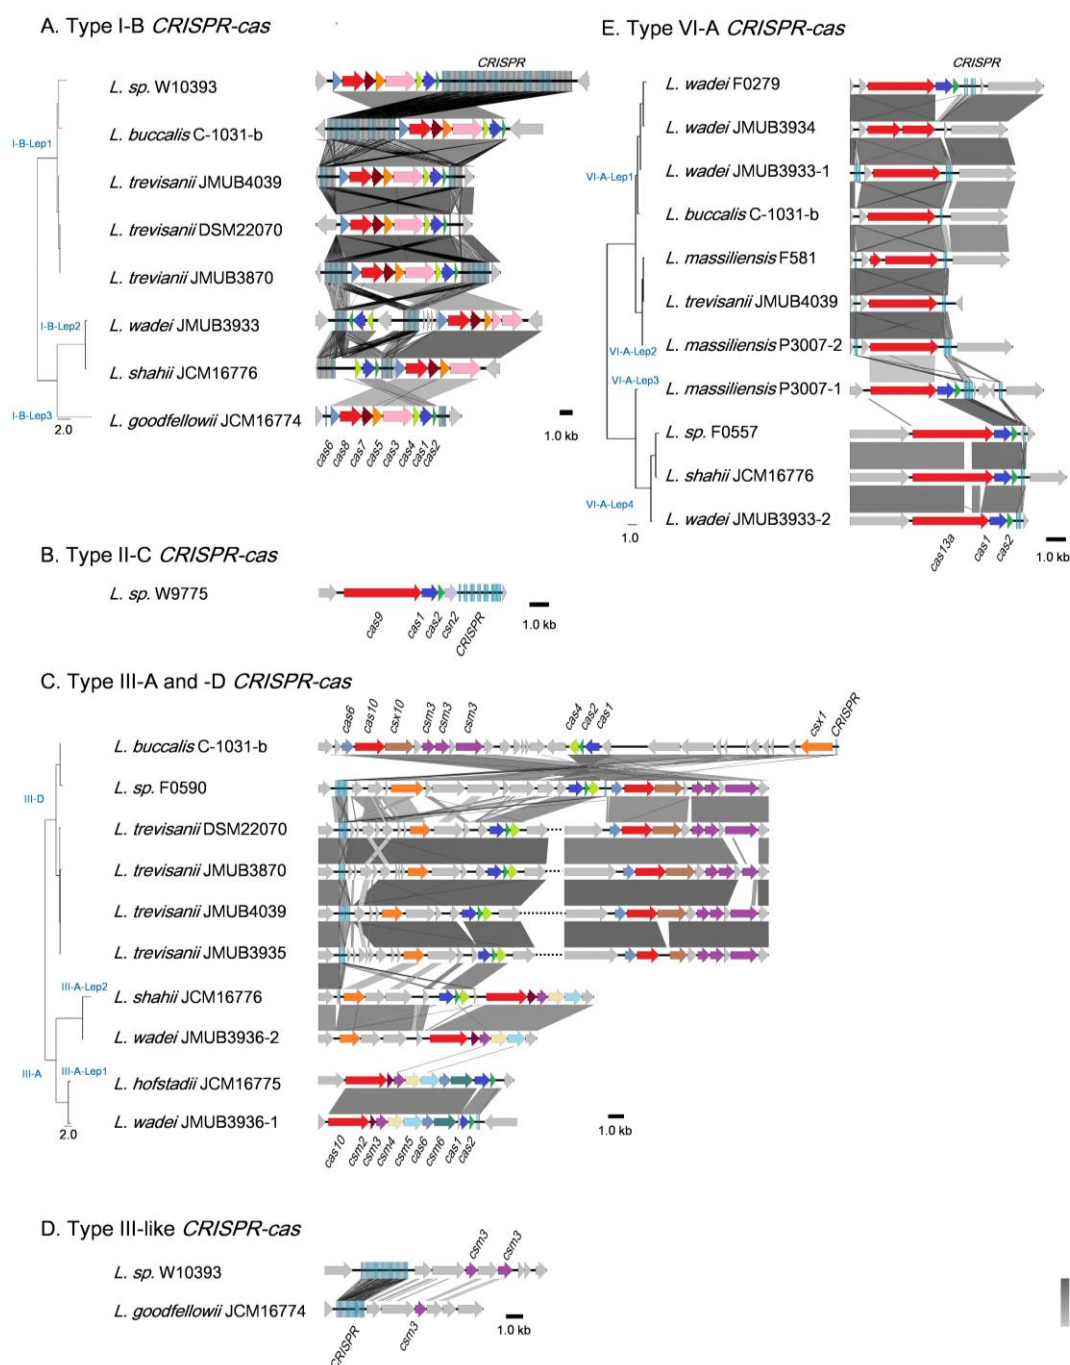 A. Type I-B CRISPR-cas
CRISPR
L. sp. W10393
L. buccalis C-1031-b
I-B-Lep1
L. trevisanii JMUB4039
L. trevisanii DSM22070
L. trevianii JMUB3870
I-B-Lep2
L. wadei JMUB3933
L. shahii JCM16776
I-B-Lep3
L. goodfellowii JCM16774
2.0
1.0 kb
cas6
cas8
cas7
cas5
cas3
cas4
cas1
cas2
E. Type VI-A CRISPR-cas
CRISPR
L. wadei F0279
L. wadei JMUB3934
L. wadei JMUB3933-1
VI-A-Lep1
L. buccalis C-1031-b
L. massiliensis F581
L. trevisanii JMUB4039
VI-A-Lep2
L. massiliensis P3007-2
VI-A-Lep3
L. massiliensis P3007-1
L. sp. F0557
L. shahii JCM16776
VI-A-Lep4
L. wadei JMUB3933-2
1.0
cas13a
cas1
cas2
1.0 kb
B. Type II-C CRISPR-cas
L. sp. W9775
cas9
cas1
cas2
csn2
CRISPR
1.0 kb
C. Type III-A and -D CRISPR-cas
cas6
cas10
csx10
csm3
csm3
csm3
cas4
cas2
cas1
csx1
CRISPR
L. buccalis C-1031-b
L. sp. F0590
III-D
L. trevisanii DSM22070
L. trevisanii JMUB3870
L. trevisanii JMUB4039
L. trevisanii JMUB3935
III-A-Lep2
L. shahii JCM16776
L. wadei JMUB3936-2
III-A
III-A-Lep1
L. hofstadii JCM16775
L. wadei JMUB3936-1
2.0
1.0 kb
cas10
csm2
csm3
csm4
csm5
cas6
csm6
cas1
cas2
D. Type III-like CRISPR-cas
csm3
csm3
L. sp. W10393
L. goodfellowii JCM16774
CRISPR
csm3
1.0 kb